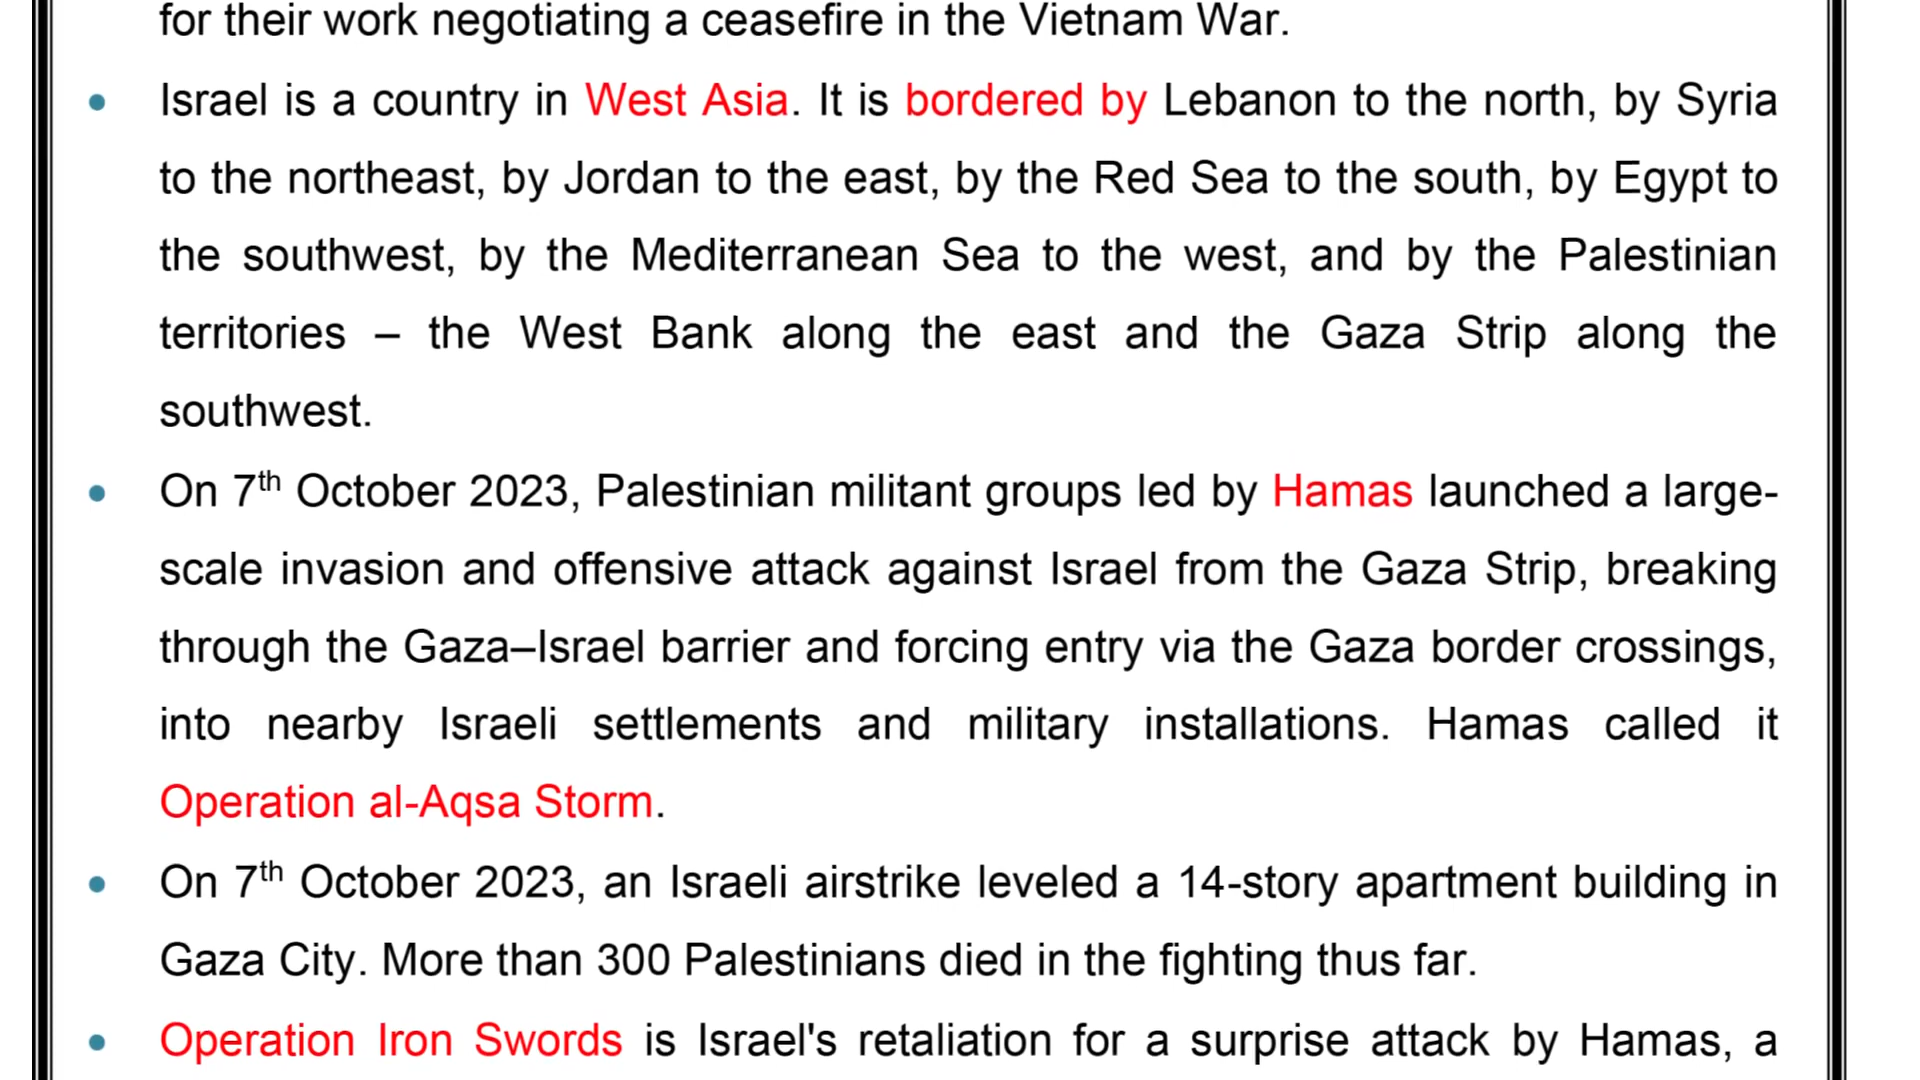 for their work negotiating a ceasefire in the Vietnam War.
• Israel is a country in West Asia. It is bordered by Lebanon to the north, by Syria
to the northeast, by Jordan to the east, by the Red Sea to the south, by Egypt to
the southwest, by the Mediterranean Sea to the west, and by the Palestinian
territories – the West Bank along the east and the Gaza Strip along the
southwest.
• On 7th October 2023, Palestinian militant groups led by Hamas launched a large-
scale invasion and offensive attack against Israel from the Gaza Strip, breaking
through the Gaza–Israel barrier and forcing entry via the Gaza border crossings,
into nearby Israeli settlements and military installations. Hamas called it
Operation al-Aqsa Storm.
• On 7th October 2023, an Israeli airstrike leveled a 14-story apartment building in
Gaza City. More than 300 Palestinians died in the fighting thus far.
• Operation Iron Swords is Israel's retaliation for a surprise attack by Hamas, a